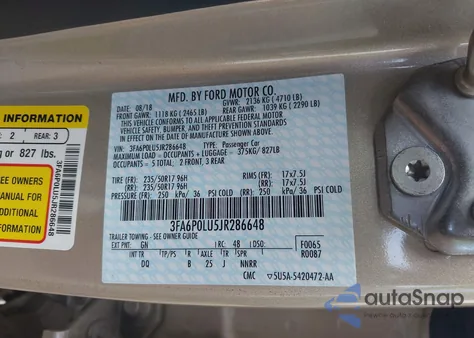 MFD. BY FORD MOTOR CO.
DATE: 08/18 GVWR: 2136 KG ( 4710 LB)
FRONT GAWR: 1118 KG ( 2465 LB) REAR GAWR: 1039 KG ( 2290 LB)
THIS VEHICLE CONFORMS TO ALL APPLICABLE FEDERAL MOTOR
VEHICLE SAFETY, BUMPER, AND THEFT PREVENTION STANDARDS IN
EFFECT ON THE DATE OF MANUFACTURE SHOWN ABOVE.
VIN: 3FA6P0LU5JR286648 TYPE: Passenger Car
MAXIMUM LOAD = OCCUPANTS + LUGGAGE = 375KG/827LB
OCCUPANTS = 5 TOTAL, 2 FRONT, 3 REAR
TIRE (FR): 235/50R17 96H RIMS (FR): 17x7.5J
TIRE (RR): 235/50R17 96H RIMS (RR): 17x7.5J
PRESSURE (FR): 250 kPa/ 36 PSI COLD (RR): 250 kPa/ 36 PSI COLD
3FA6P0LU5JR286648
TRAILER TOWING - SEE OWNER GUIDE
EXT PNT: GN RC: 48 DSO: F0065
INT TR TP/PS R AXLE TR SPR R0087
DQ B 25 J NNRR
CMC 5U5A-5420472-AA
INFORMATION
2 REAR: 3
or 827 lbs.
SEE OWNERS
MANUAL FOR
ADDITIONAL
INFORMATION
3FA6P0LU5JR286648
autoSnap